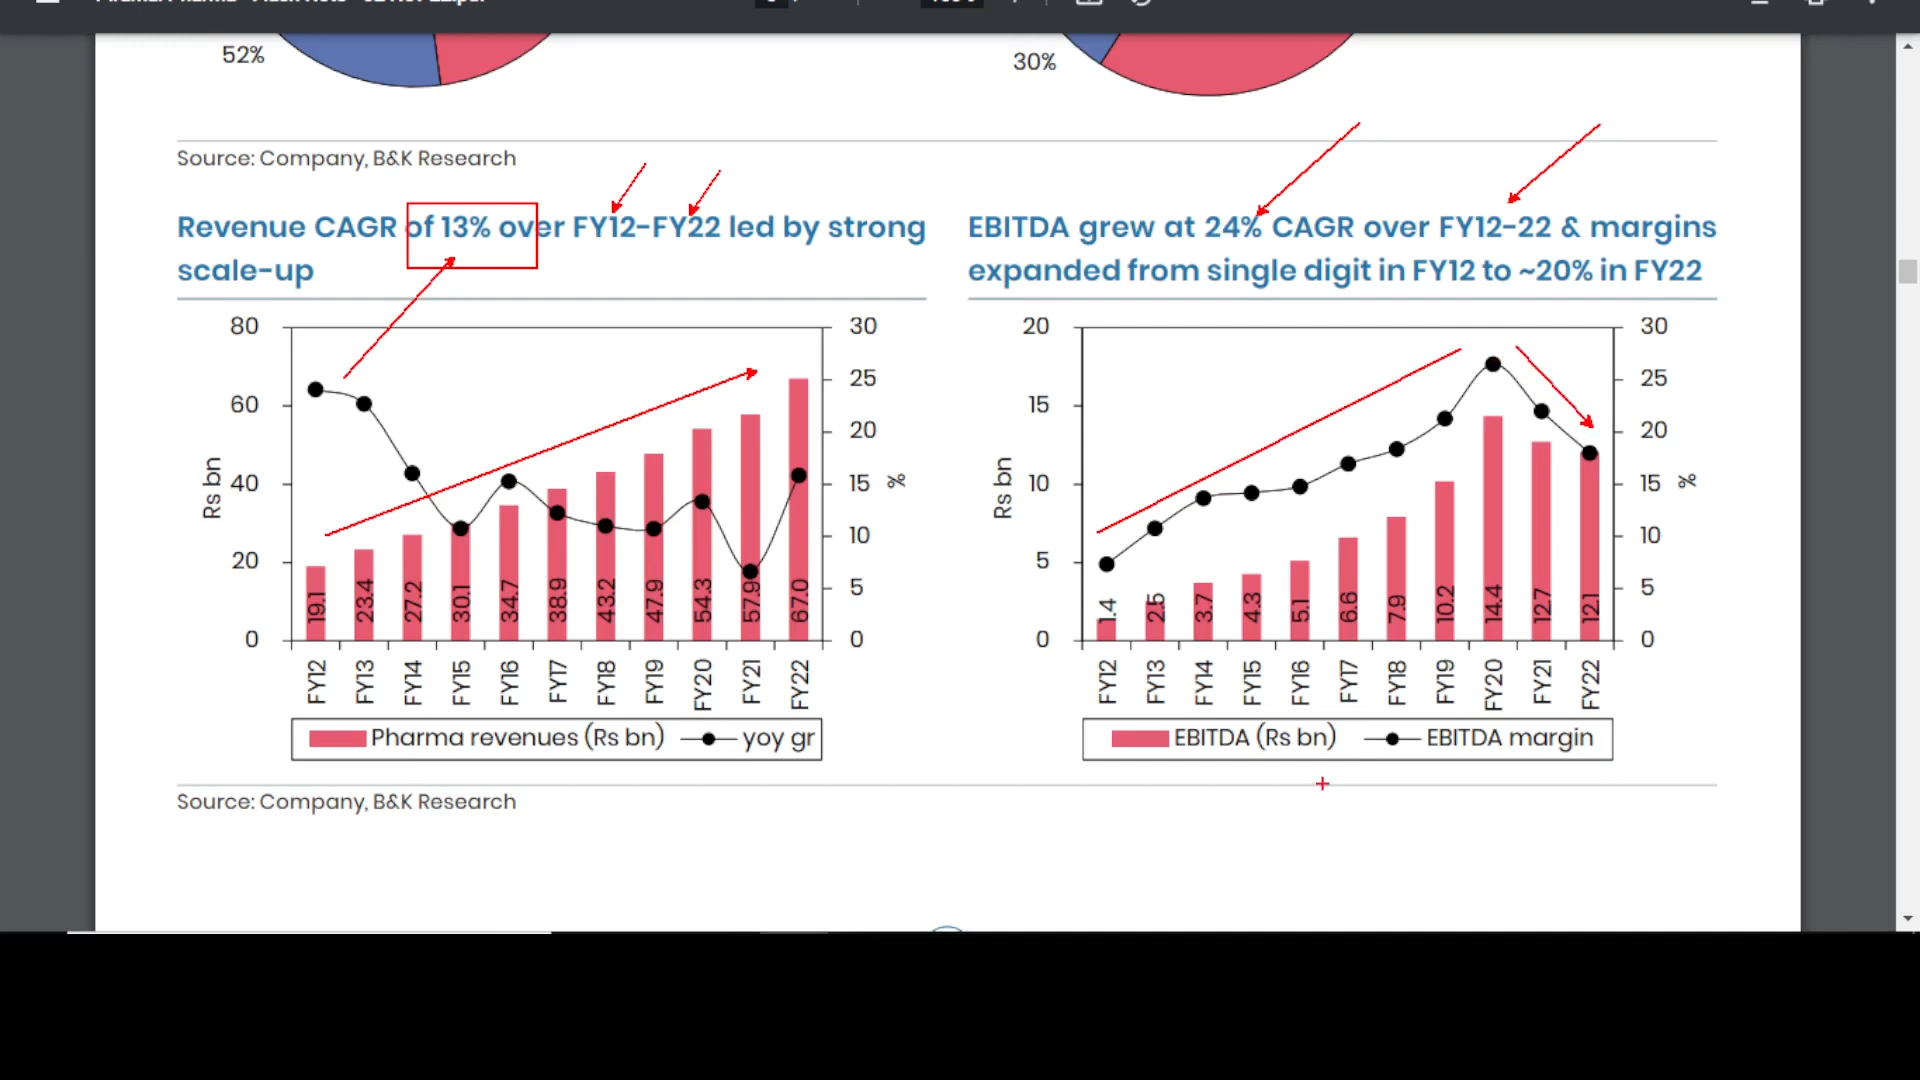 52%
30%
Source: Company, B&K Research
Revenue CAGR of 13% over FY12-FY22 led by strong
scale-up
80
60
40
20
0
Rs bn
30
25
20
15
10
5
0
%
19.1
23.4
27.2
30.1
34.7
38.9
43.2
47.9
54.3
57.9
67.0
FY12
FY13
FY14
FY15
FY16
FY17
FY18
FY19
FY20
FY21
FY22
Pharma revenues (Rs bn)
yoy gr
EBITDA grew at 24% CAGR over FY12-22 & margins
expanded from single digit in FY12 to ~20% in FY22
20
15
10
5
0
Rs bn
30
25
20
15
10
5
0
%
1.4
2.5
3.7
4.3
5.1
6.6
7.9
10.2
14.4
12.7
12.1
FY12
FY13
FY14
FY15
FY16
FY17
FY18
FY19
FY20
FY21
FY22
EBITDA (Rs bn)
EBITDA margin
Source: Company, B&K Research